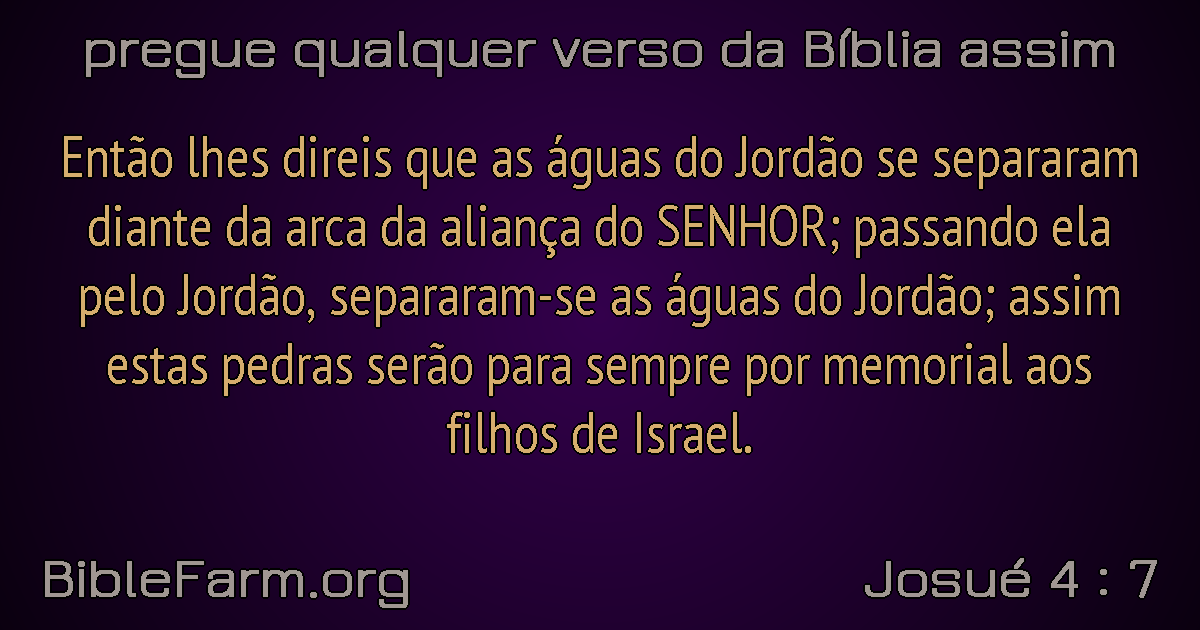 pregue qualquer verso da Bíblia assim
Então lhes direis que as águas do Jordão se separaram
diante da arca da aliança do SENHOR; passando ela
pelo Jordão, separaram-se as águas do Jordão; assim
estas pedras serão para sempre por memorial aos
filhos de Israel.
BibleFarm.org
Josué 4 : 7